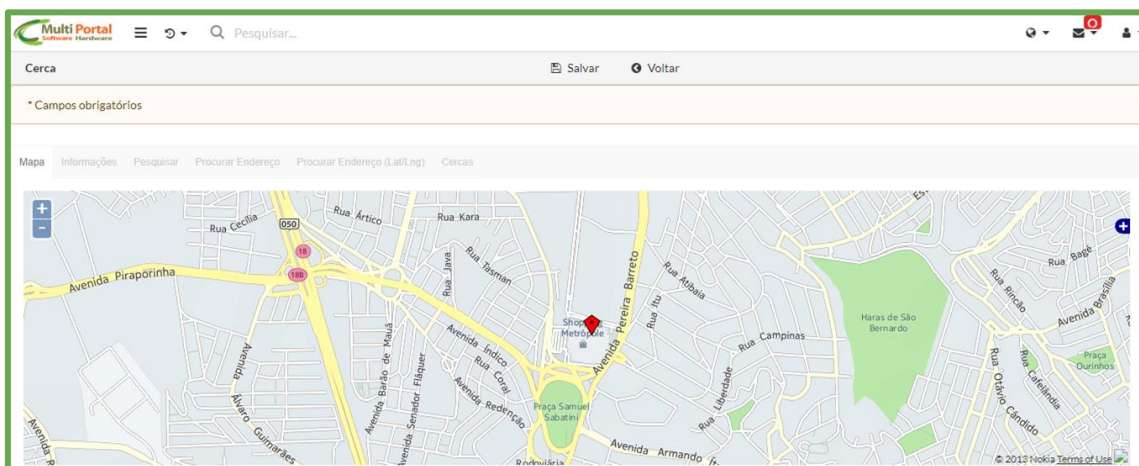 Multi Portal
Software Hardware
Pesquisar...
Cerca
Salvar
Voltar
* Campos obrigatórios
Mapa
Informações
Pesquisar
Procurar Endereço
Procurar Endereço (Lat/Lng)
Cercas
+
-
Rua Cecília
050
Rua Ártico
Rua Kara
18
18B
Avenida Piraporinha
Rua Java
Rua Tasman
Avenida Pereira Barreto
Rua Atibaia
Rua Itu
Rua Bagé
Rua Rincão
Avenida Brasília
Haras de São
Bernardo
Metrópole
Rua Campinas
Avenida Índico
Rua Coral
Avenida Redenção
Avenida Barão de Mauá
Avenida Senador Fláquer
Avenida
Álvaro Guimarães
Praça Samuel
Sabatini
Rua Liberdade
Rua Otávio Cândido
Rua Cafelândia
Praça
Ourinhos
Avenida Armando
Rodoviária
© 2013 Nokia Terms of Use